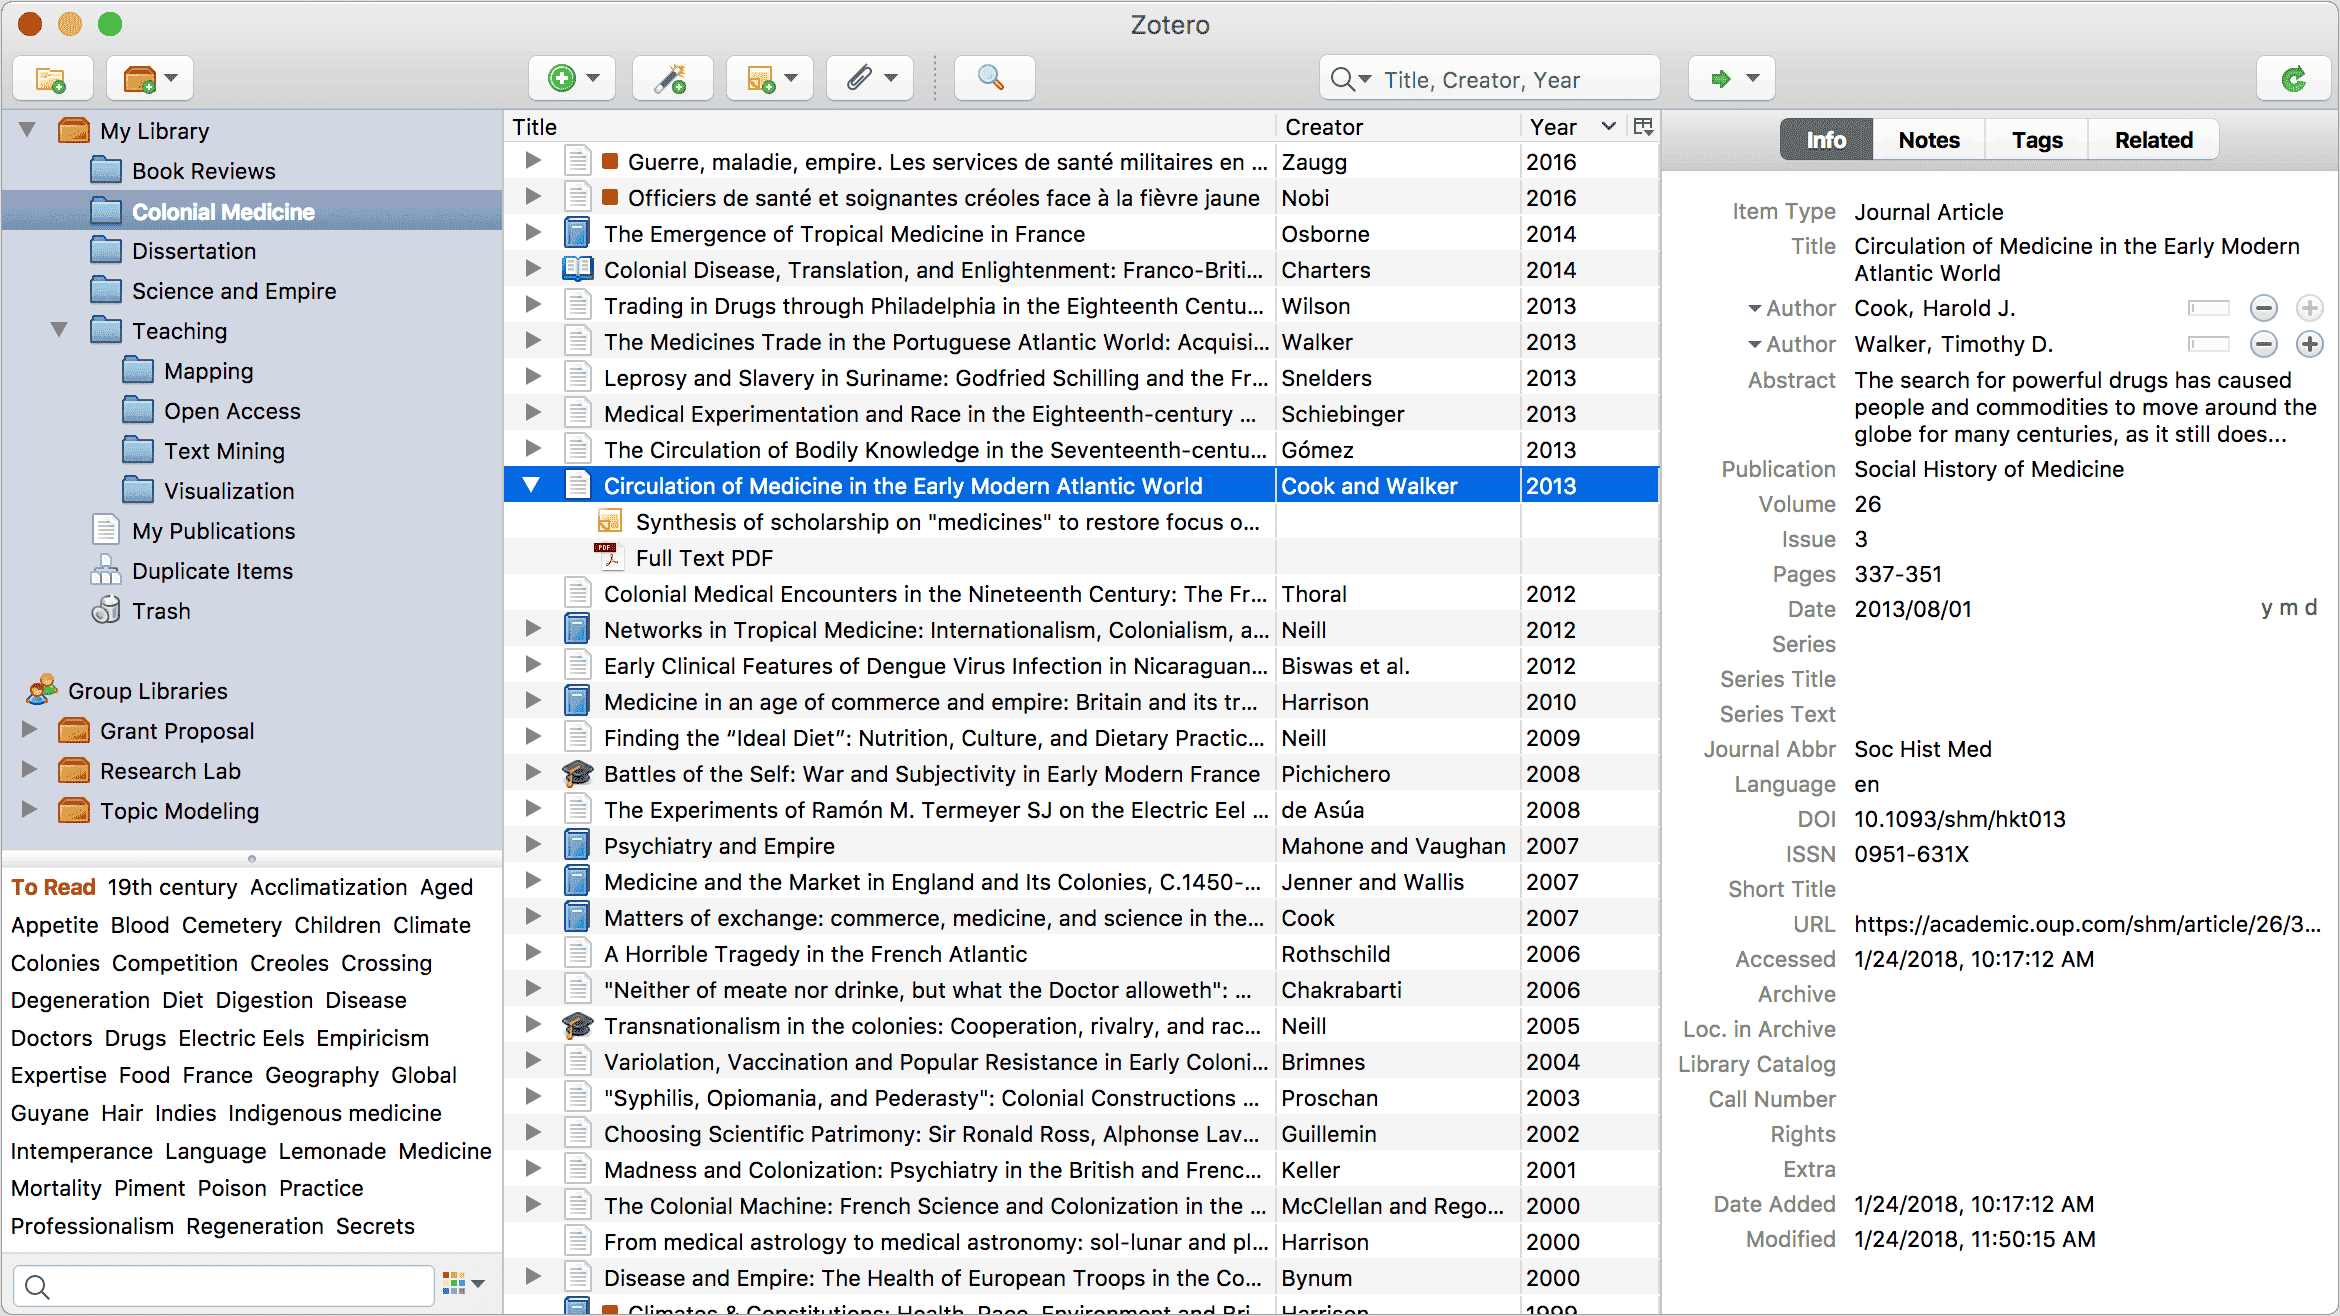 Zotero
Title, Creator, Year
My Library
Book Reviews
Colonial Medicine
Dissertation
Science and Empire
Teaching
Mapping
Open Access
Text Mining
Visualization
My Publications
Duplicate Items
Trash
Group Libraries
Grant Proposal
Research Lab
Topic Modeling
To Read 19th century Acclimatization Aged
Appetite Blood Cemetery Children Climate
Colonies Competition Creoles Crossing
Degeneration Diet Digestion Disease
Doctors Drugs Electric Eels Empiricism
Expertise Food France Geography Global
Guyane Hair Indies Indigenous medicine
Intemperance Language Lemonade Medicine
Mortality Piment Poison Practice
Professionalism Regeneration Secrets
Title Creator Year
Guerre, maladie, empire. Les services de santé militaires en ... Zaugg 2016
Officiers de santé et soignantes créoles face à la fièvre jaune Nobi 2016
The Emergence of Tropical Medicine in France Osborne 2014
Colonial Disease, Translation, and Enlightenment: Franco-Briti... Charters 2014
Trading in Drugs through Philadelphia in the Eighteenth Centu... Wilson 2013
The Medicines Trade in the Portuguese Atlantic World: Acquisi... Walker 2013
Leprosy and Slavery in Suriname: Godfried Schilling and the Fr... Snelders 2013
Medical Experimentation and Race in the Eighteenth-century ... Schiebinger 2013
The Circulation of Bodily Knowledge in the Seventeenth-centu... Gómez 2013
Circulation of Medicine in the Early Modern Atlantic World Cook and Walker 2013
Synthesis of scholarship on "medicines" to restore focus o...
PDF Full Text PDF
Colonial Medical Encounters in the Nineteenth Century: The Fr... Thoral 2012
Networks in Tropical Medicine: Internationalism, Colonialism, a... Neill 2012
Early Clinical Features of Dengue Virus Infection in Nicaraguan... Biswas et al. 2012
Medicine in an age of commerce and empire: Britain and its tr... Harrison 2010
Finding the “Ideal Diet”: Nutrition, Culture, and Dietary Practic... Neill 2009
Battles of the Self: War and Subjectivity in Early Modern France Pichichero 2008
The Experiments of Ramón M. Termeyer SJ on the Electric Eel ... de Asúa 2008
Psychiatry and Empire Mahone and Vaughan 2007
Medicine and the Market in England and Its Colonies, C.1450-... Jenner and Wallis 2007
Matters of exchange: commerce, medicine, and science in the... Cook 2007
A Horrible Tragedy in the French Atlantic Rothschild 2006
"Neither of meate nor drinke, but what the Doctor alloweth": ... Chakrabarti 2006
Transnationalism in the colonies: Cooperation, rivalry, and rac... Neill 2005
Variolation, Vaccination and Popular Resistance in Early Coloni... Brimnes 2004
"Syphilis, Opiomania, and Pederasty": Colonial Constructions ... Proschan 2003
Choosing Scientific Patrimony: Sir Ronald Ross, Alphonse Lav... Guillemin 2002
Madness and Colonization: Psychiatry in the British and Frenc... Keller 2001
The Colonial Machine: French Science and Colonization in the ... McClellan and Rego... 2000
From medical astrology to medical astronomy: sol-lunar and pl... Harrison 2000
Disease and Empire: The Health of European Troops in the Co... Bynum 2000
Climates & Constitutions: Health, Race, Environment and Bri... Harrison 1999
Info Notes Tags Related
Item Type Journal Article
Title Circulation of Medicine in the Early Modern
Atlantic World
Author Cook, Harold J.
Author Walker, Timothy D.
Abstract The search for powerful drugs has caused
people and commodities to move around the
globe for many centuries, as it still does...
Publication Social History of Medicine
Volume 26
Issue 3
Pages 337-351
Date 2013/08/01 y m d
Series
Series Title
Series Text
Journal Abbr Soc Hist Med
Language en
DOI 10.1093/shm/hkt013
ISSN 0951-631X
Short Title
URL https://academic.oup.com/shm/article/26/3...
Accessed 1/24/2018, 10:17:12 AM
Archive
Loc. in Archive
Library Catalog
Call Number
Rights
Extra
Date Added 1/24/2018, 10:17:12 AM
Modified 1/24/2018, 11:50:15 AM